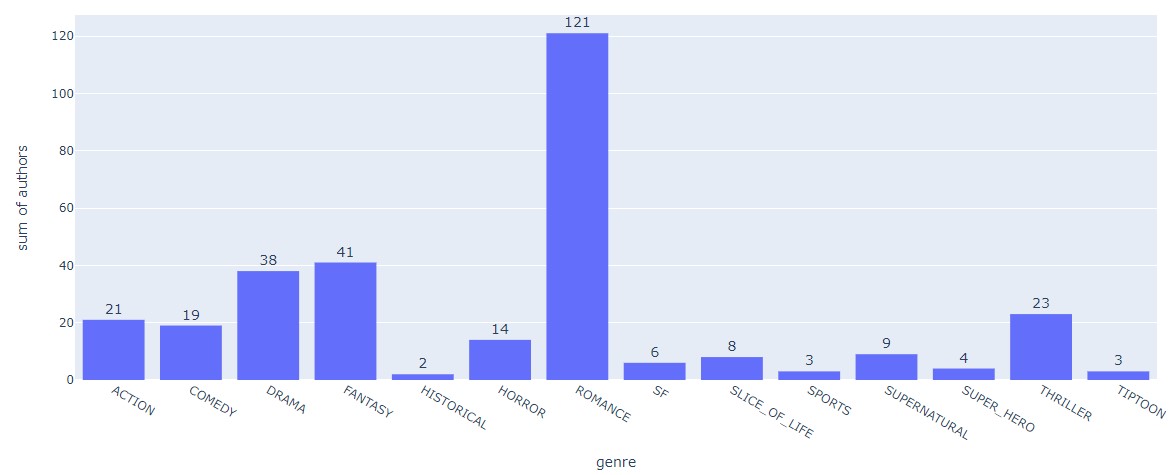 121
120
100
80
60
40
20
0
sum of authors
21
19
38
41
2
14
6
8
3
9
4
23
3
ACTION
COMEDY
DRAMA
FANTASY
HISTORICAL
HORROR
ROMANCE
SF
SLICE_OF_LIFE
SPORTS
SUPERNATURAL
SUPER_HERO
THRILLER
TIPTOON
genre